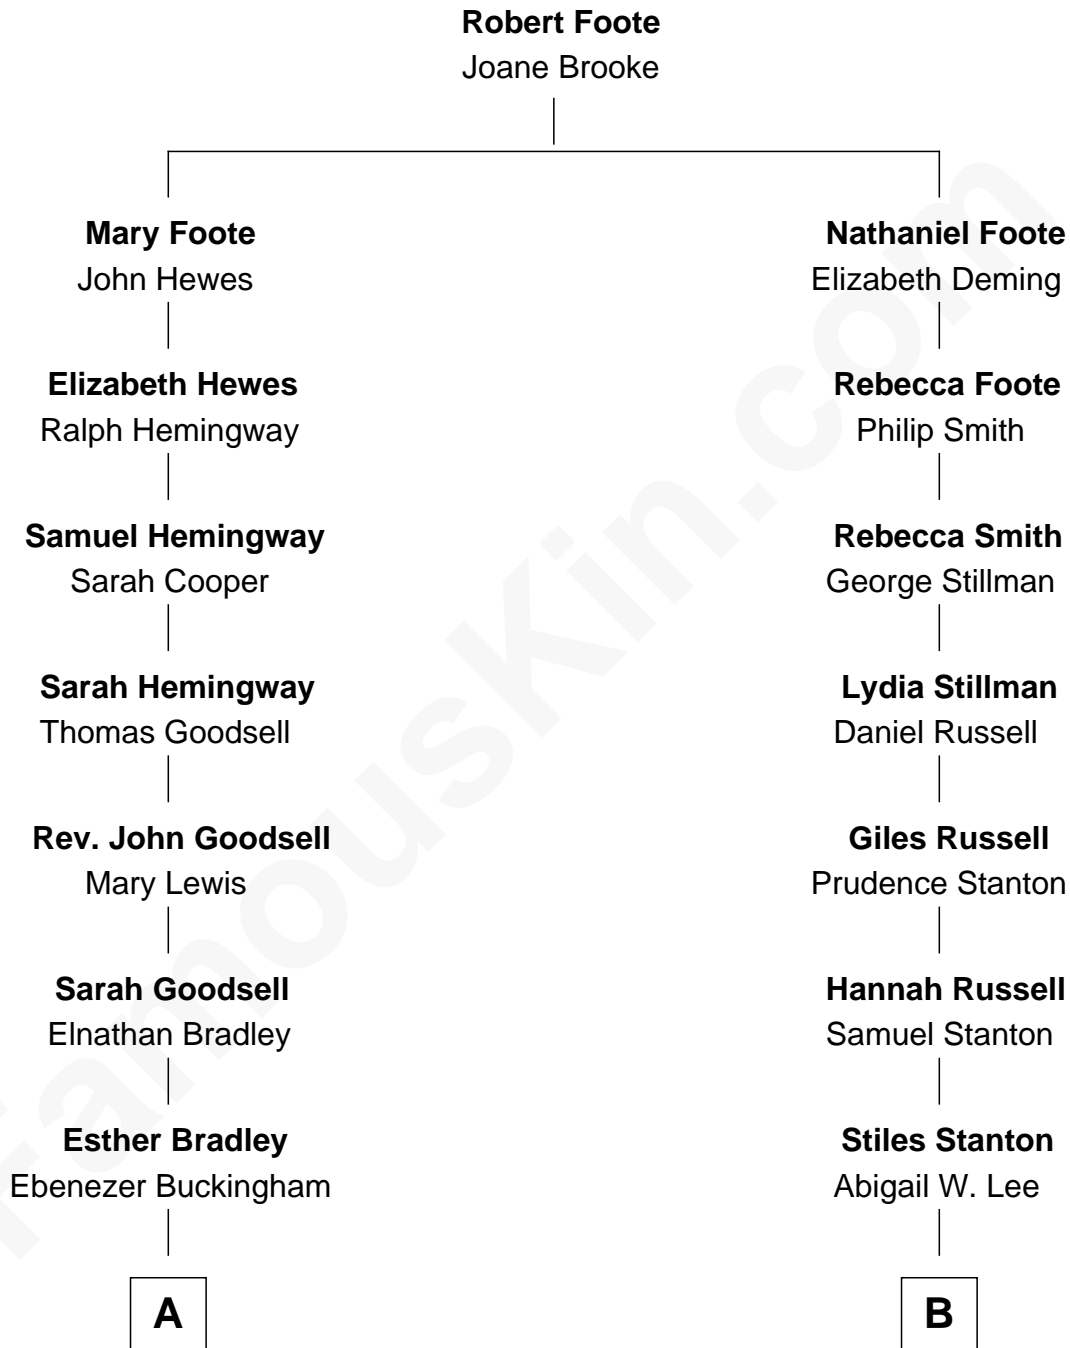 Robert Foote
Joane Brooke
Mary Foote
John Hewes
Nathaniel Foote
Elizabeth Deming
Elizabeth Hewes
Ralph Hemingway
Rebecca Foote
Philip Smith
Samuel Hemingway
Sarah Cooper
Rebecca Smith
George Stillman
Sarah Hemingway
Thomas Goodsell
Lydia Stillman
Daniel Russell
Rev. John Goodsell
Mary Lewis
Giles Russell
Prudence Stanton
Sarah Goodsell
Elnathan Bradley
Hannah Russell
Samuel Stanton
Esther Bradley
Ebenezer Buckingham
Stiles Stanton
Abigail W. Lee
A
B
FamousKin.com